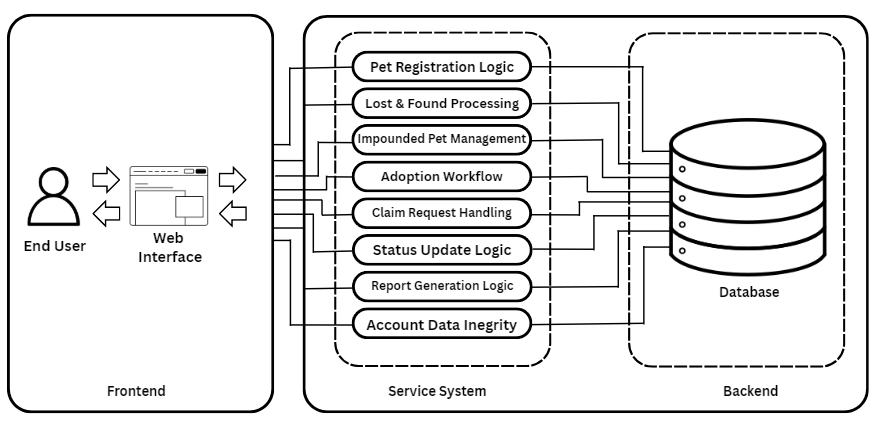 Pet Registration Logic
Lost & Found Processing
Impounded Pet Management
Adoption Workflow
Claim Request Handling
Status Update Logic
Report Generation Logic
Account Data Inegrity
End User
Web
Interface
Database
Frontend
Service System
Backend